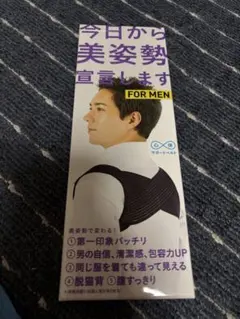 今日から
美姿勢
宣言します
FOR MEN
美姿勢で変わる!
①第一印象バッチリ
②男の自信、清潔感、包容力UP
③同じ服を着ても違って見える
④脱猫背 ⑤腹すっきり